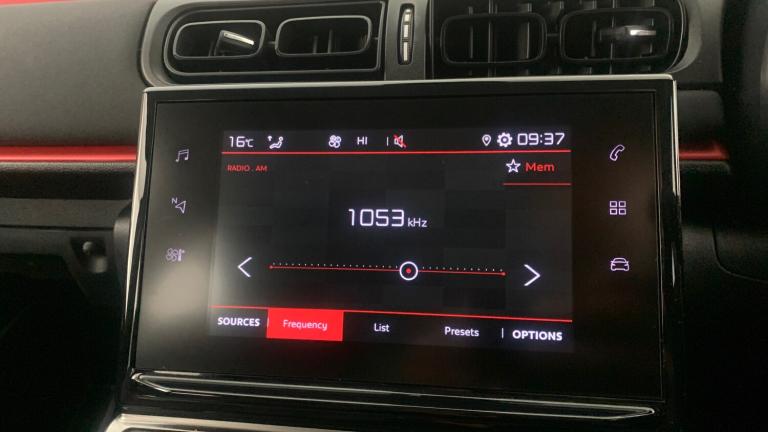 16°C HI 09:37
RADIO . AM
Mem
N
1053 kHz
SOURCES Frequency List Presets OPTIONS